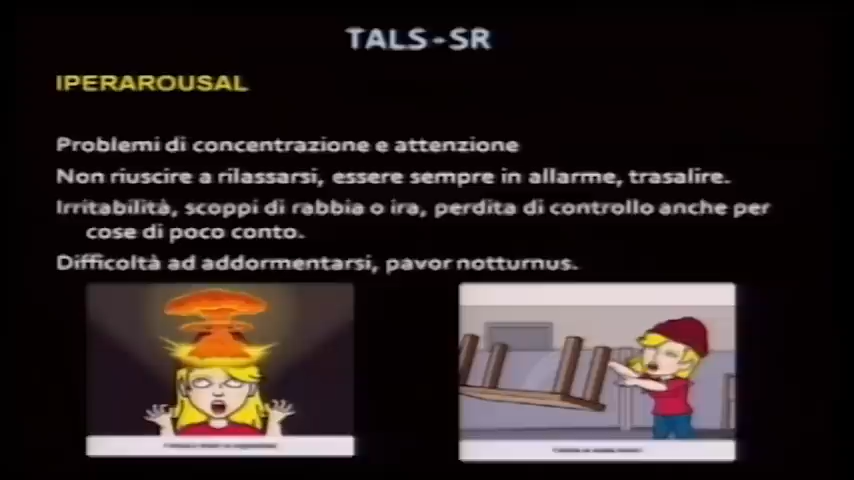 TALS-SR
IPERAROUSAL
Problemi di concentrazione e attenzione
Non riuscire a rilassarsi, essere sempre in allarme, trasalire.
Irritabilità, scoppi di rabbia o ira, perdita di controllo anche per
cose di poco conto.
Difficoltà ad addormentarsi, pavor notturnus.